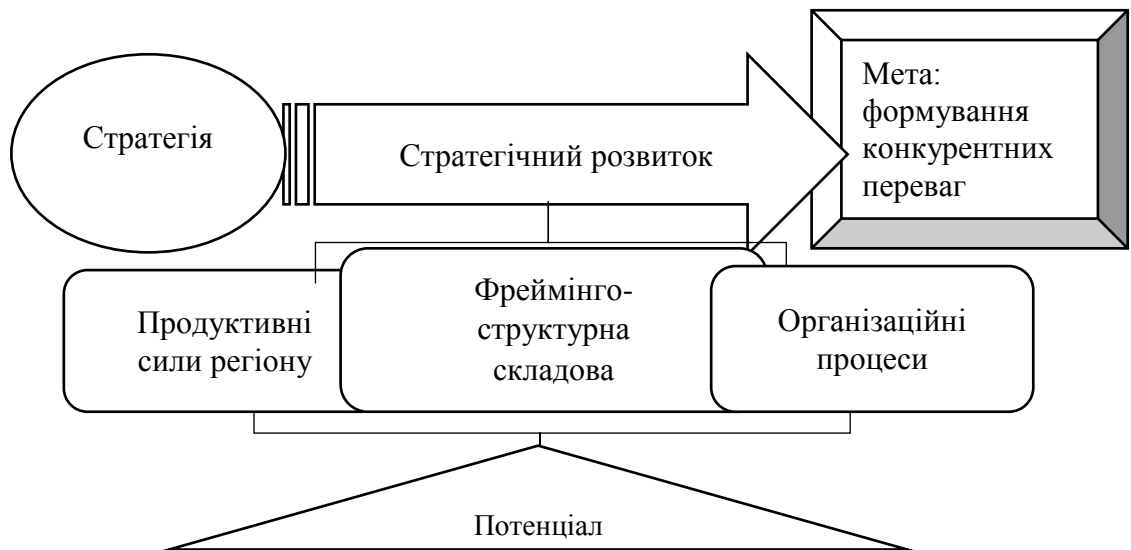 Стратегія
Стратегічний розвиток
Мета:
формування
конкурентних
переваг
Продуктивні
сили регіону
Фреймінго-
структурна
складова
Організаційні
процеси
Потенціал